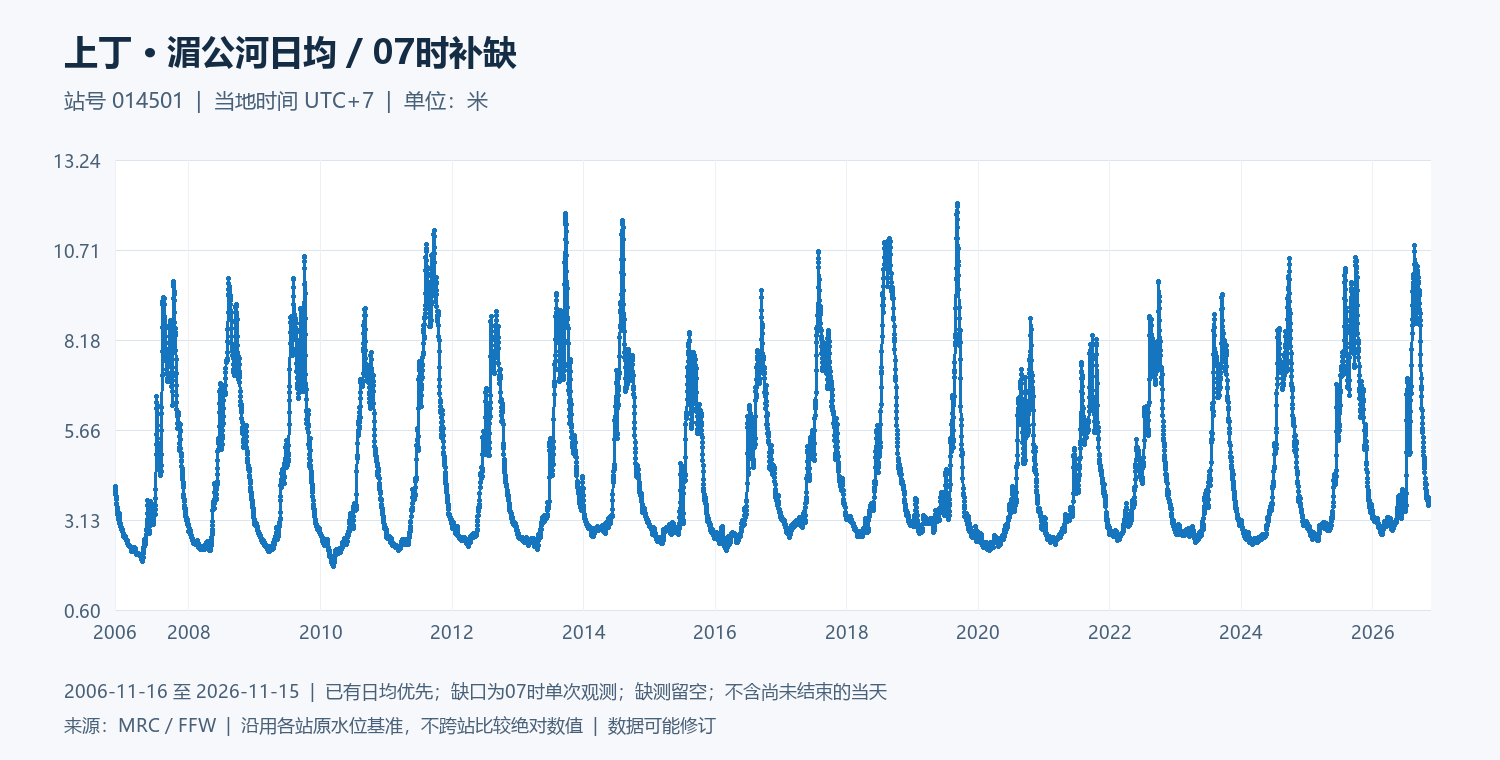 上丁·湄公河日均 / 07时补缺
站号 014501 | 当地时间 UTC+7 | 单位：米
13.24
10.71
8.18
5.66
3.13
0.60
2006 2008 2010 2012 2014 2016 2018 2020 2022 2024 2026
2006-11-16 至 2026-11-15 | 已有日均优先；缺口为07时单次观测；缺测留空；不含尚未结束的当天
来源：MRC / FFW | 沿用各站原水位基准，不跨站比较绝对数值 | 数据可能修订